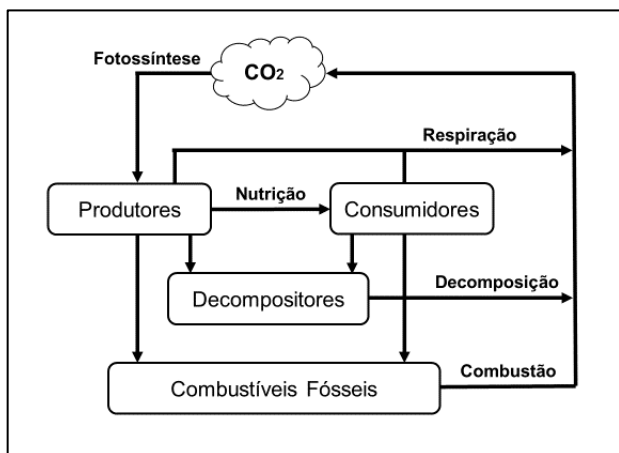 Fotossíntese
CO₂
Respiração
Produtores
Nutrição
Consumidores
Decompositores
Decomposição
Combustíveis Fósseis
Combustão